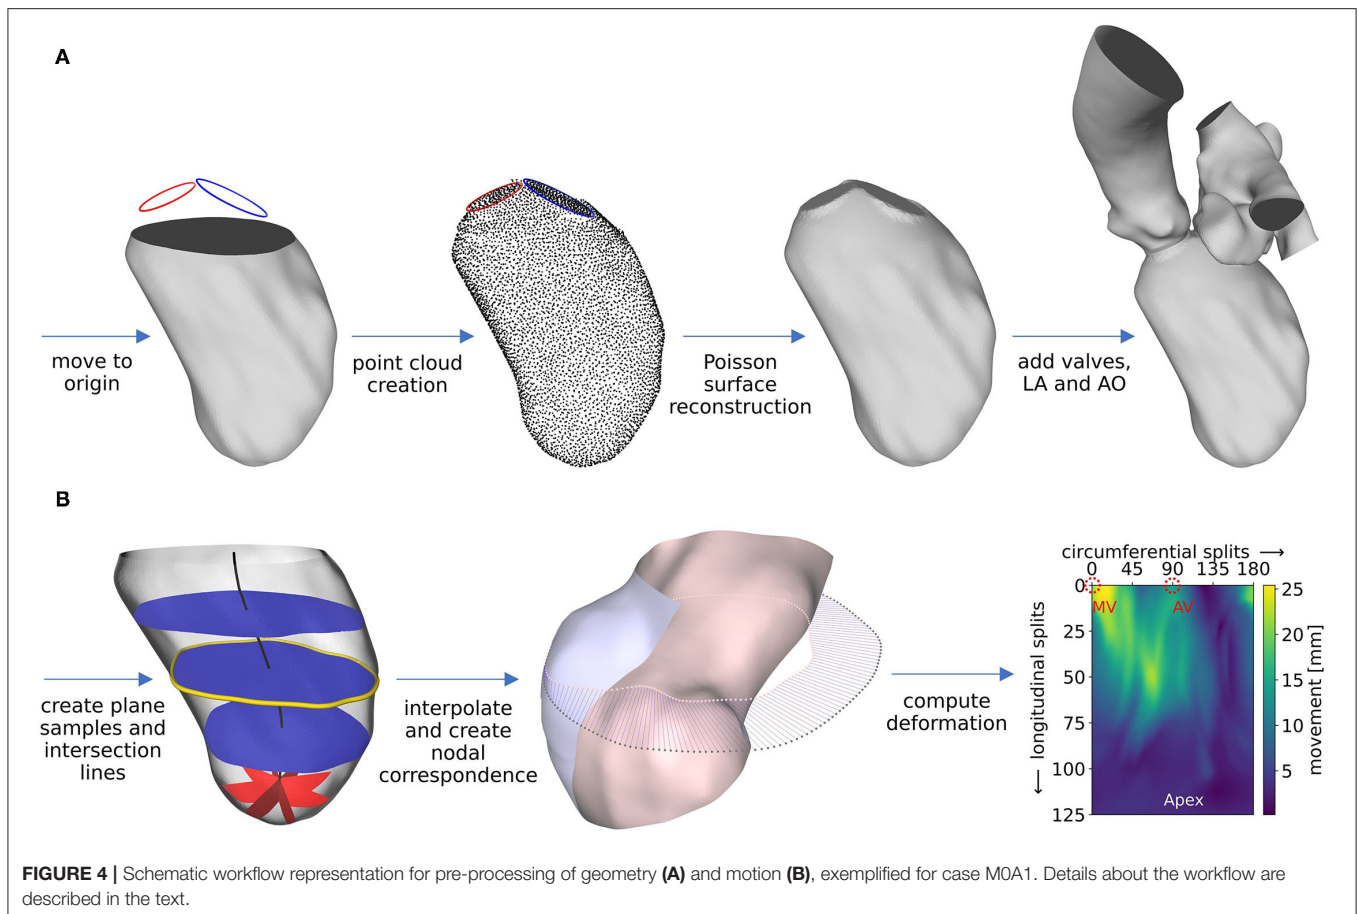 A
move to
origin
point cloud
creation
Poisson
surface
reconstruction
add valves,
LA and AO
B
create plane
samples and
intersection
lines
interpolate
and create
nodal
correspondence
compute
deformation
circumferential splits →
0 45 90 135 180
← longitudinal splits
0
25
50
75
100
125
MV
AV
Apex
25
20
15
10
5
movement [mm]
FIGURE 4 | Schematic workflow representation for pre-processing of geometry (A) and motion (B), exemplified for case M0A1. Details about the workflow are
described in the text.